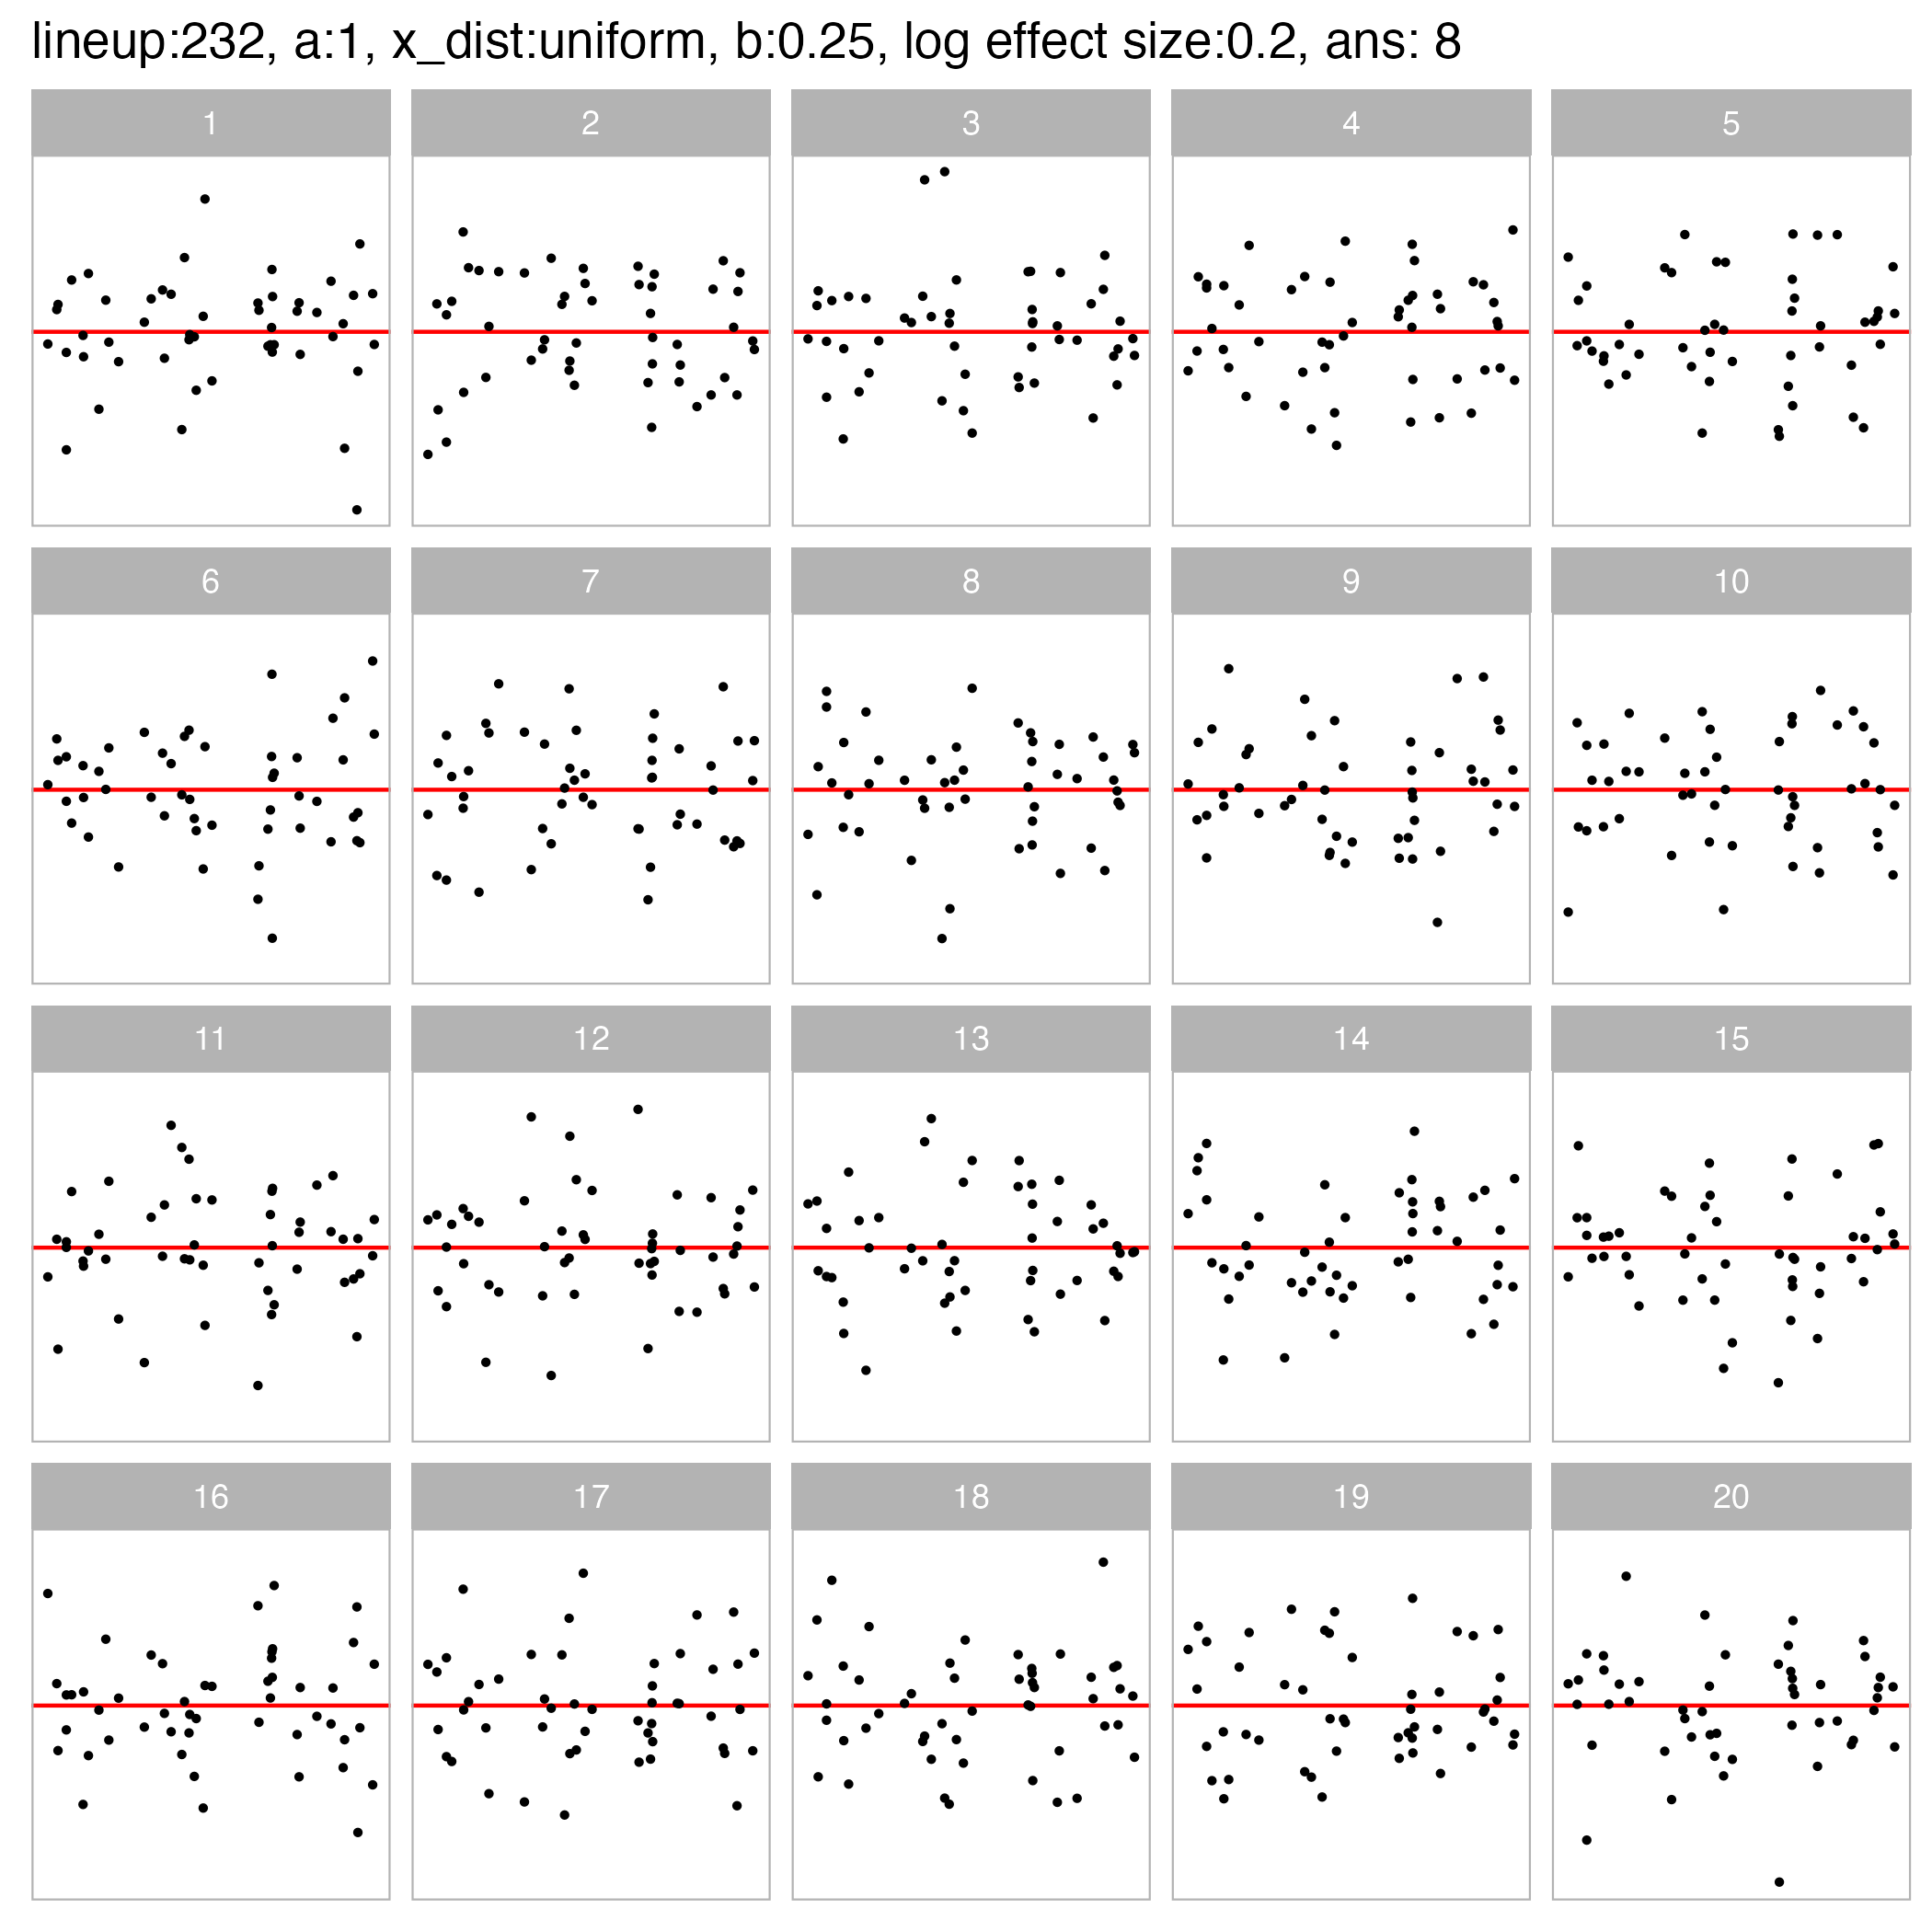 lineup:232, a:1, x_dist:uniform, b:0.25, log effect size:0.2, ans: 8
1 2 3 4 5
6 7 8 9 10
11 12 13 14 15
16 17 18 19 20